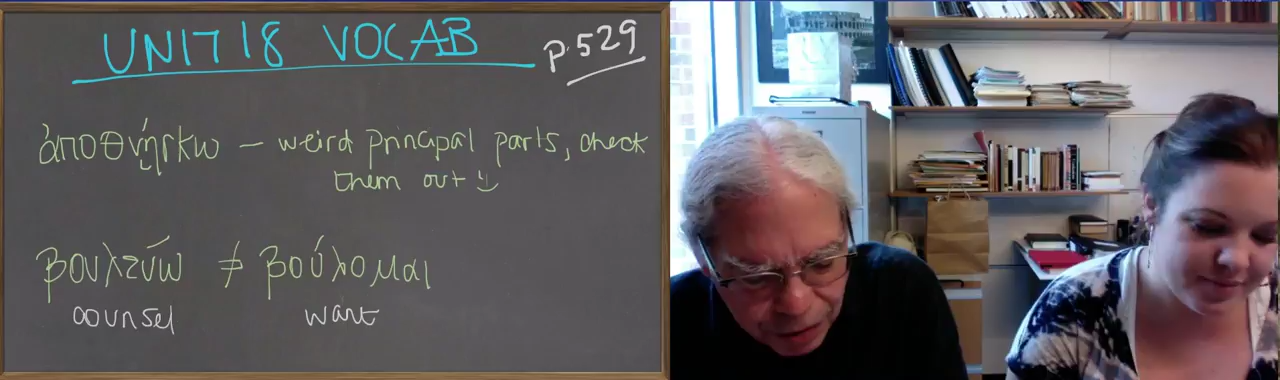 UNIT 18 VOCAB
p.529
ἀποθνῄσκω – weird principal parts, check
them out :)
βουλεύω ≠ βούλομαι
counsel want